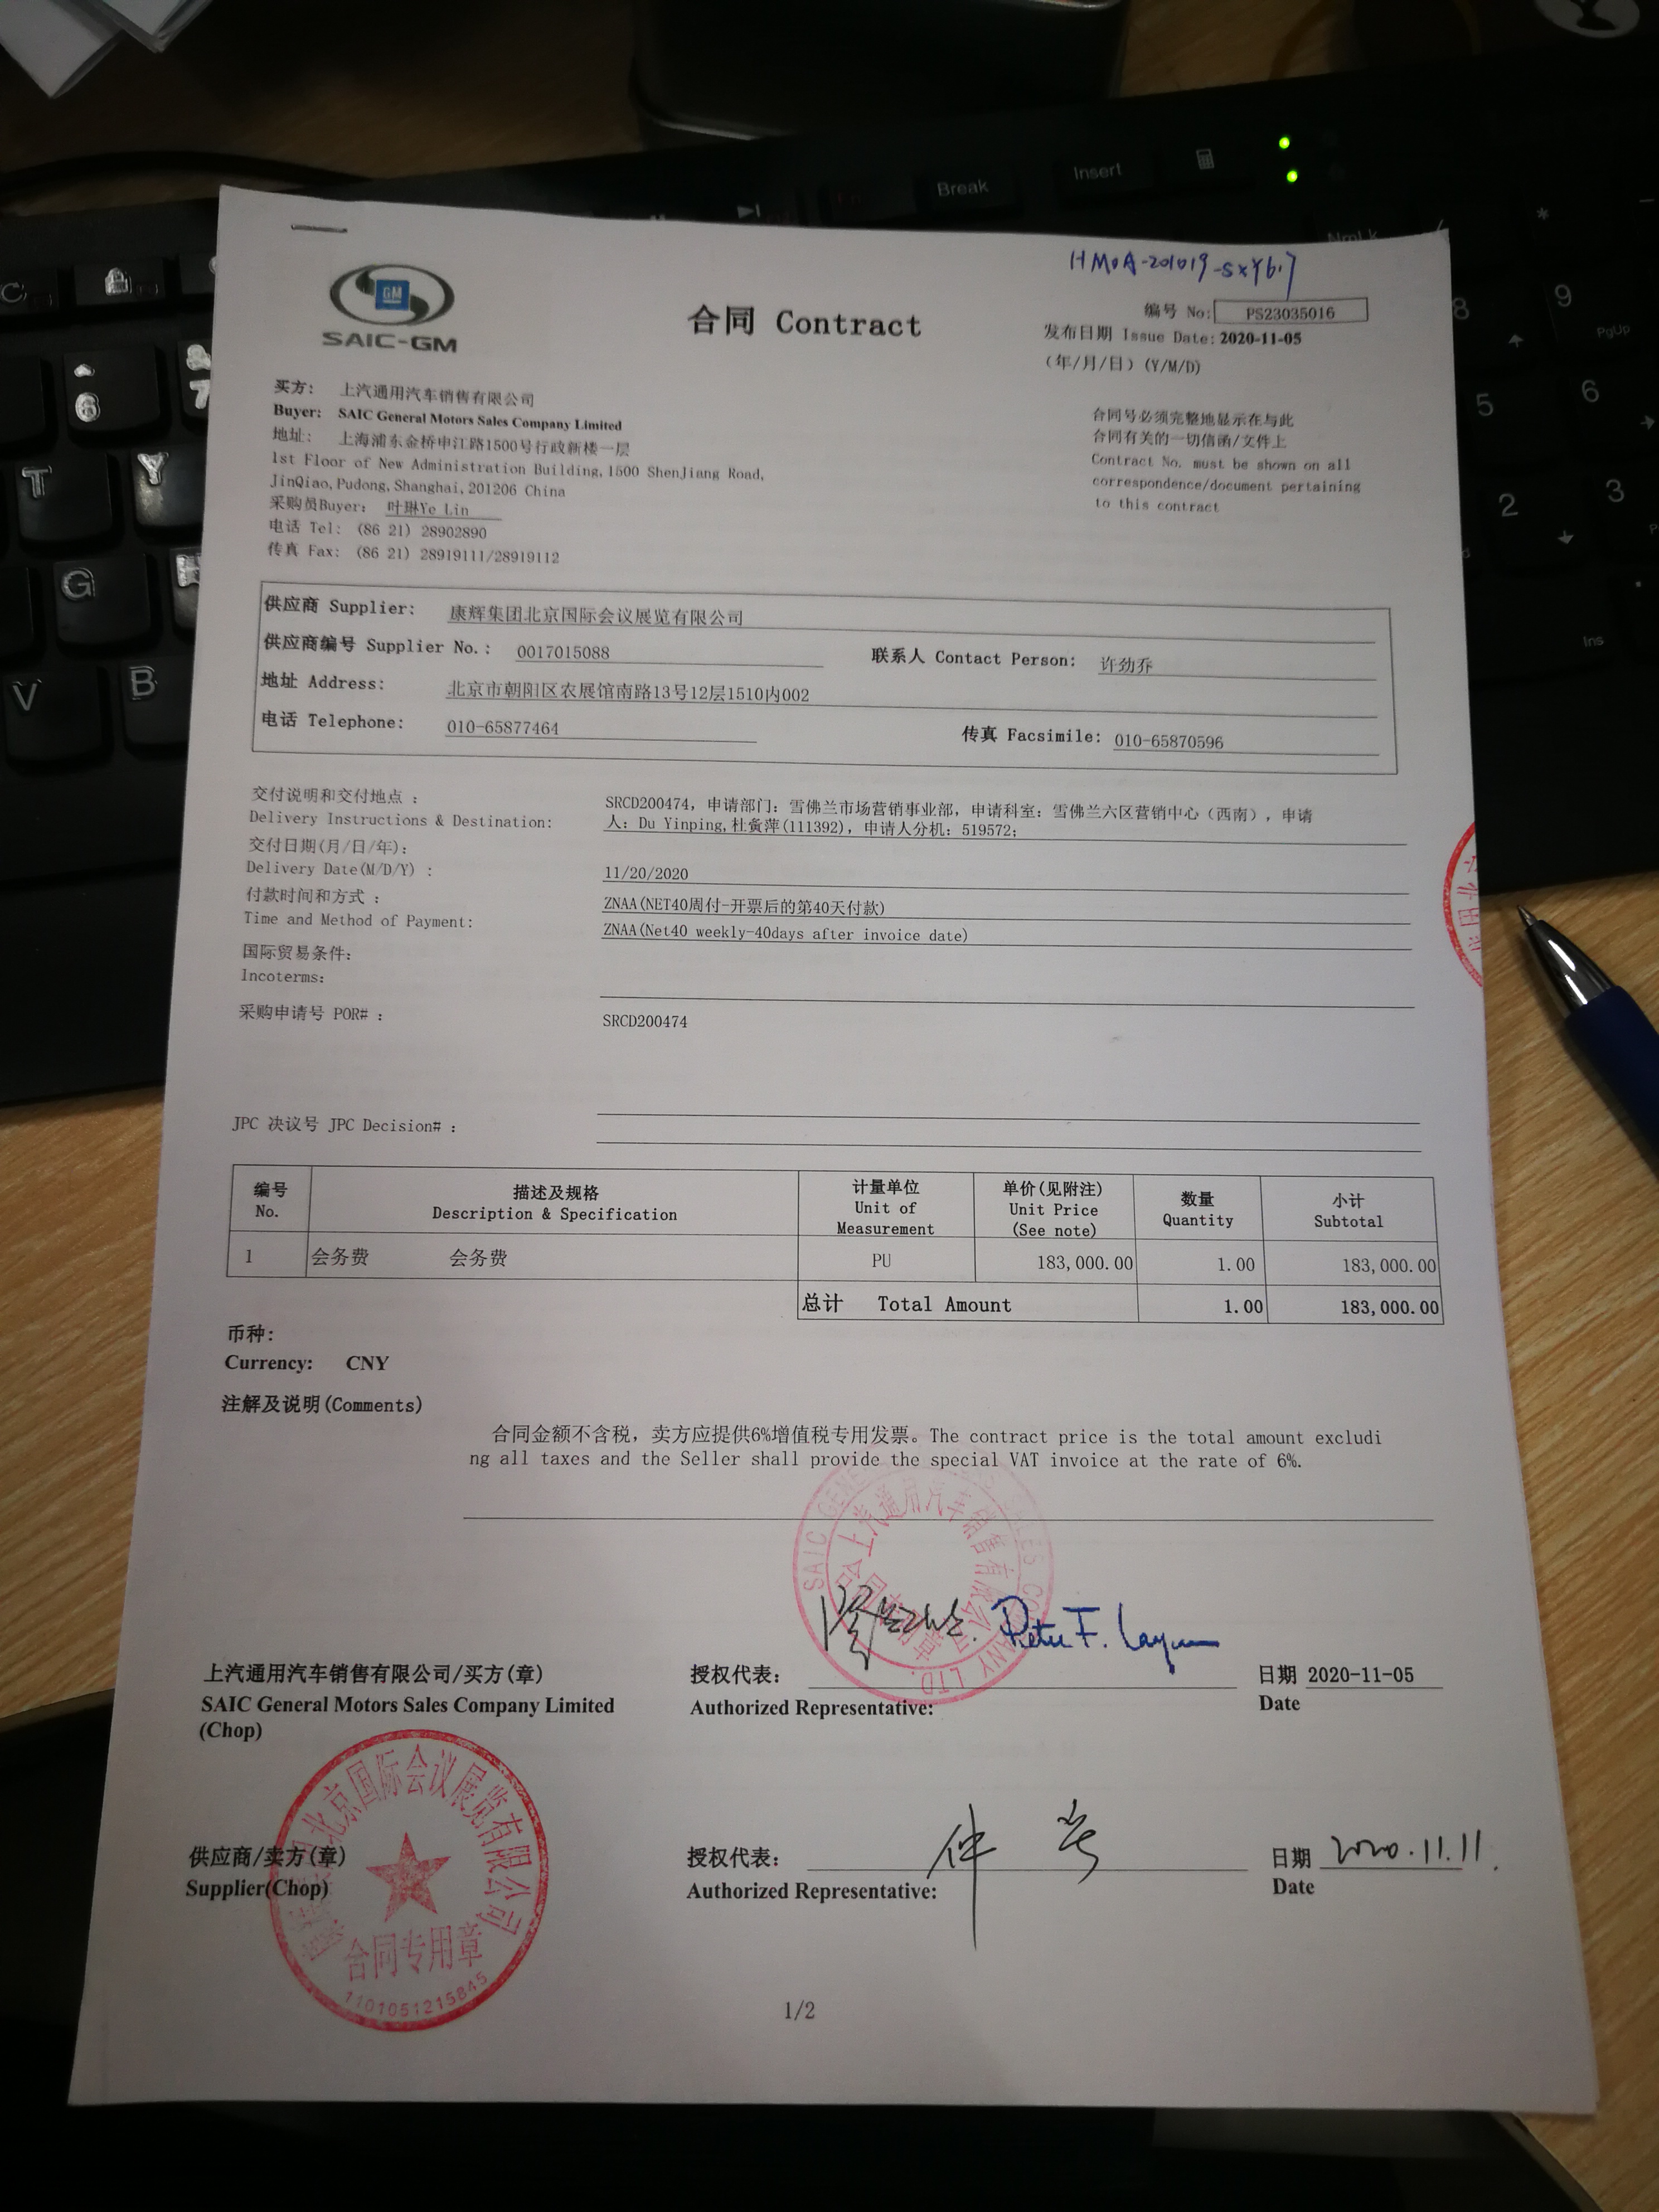 HMOA-201019-SXY617
GM
SAIC-GM
合同 Contract
编号 No: PS23035016
发布日期 Issue Date: 2020-11-05
(年/月/日) (Y/M/D)
买方: 上汽通用汽车销售有限公司
Buyer: SAIC General Motors Sales Company Limited
地址: 上海浦东金桥申江路1500号行政新楼一层
1st Floor of New Administration Building, 1500 ShenJiang Road,
JinQiao, Pudong, Shanghai, 201206 China
采购员Buyer: 叶琳Ye Lin
电话 Tel: (86 21) 28902890
传真 Fax: (86 21) 28919111/28919112
合同号必须完整地显示在与此
合同有关的一切信函/文件上
Contract No. must be shown on all
correspondence/document pertaining
to this contract
供应商 Supplier: 康辉集团北京国际会议展览有限公司
供应商编号 Supplier No.: 0017015088 联系人 Contact Person: 许劲乔
地址 Address: 北京市朝阳区农展馆南路13号12层1510内002
电话 Telephone: 010-65877464 传真 Facsimile: 010-65870596
交付说明和交付地点 :
Delivery Instructions & Destination:
SRCD200474, 申请部门: 雪佛兰市场营销事业部, 申请科室: 雪佛兰六区营销中心 (西南) , 申请
人: Du Yinping, 杜萍(111392), 申请人分机: 519572;
交付日期(月/日/年):
Delivery Date(M/D/Y) : 11/20/2020
付款时间和方式 : ZNAA(NET40周付-开票后的第40天付款)
Time and Method of Payment: ZNAA(Net40 weekly-40days after invoice date)
国际贸易条件:
Incoterms:
采购申请号 POR# : SRCD200474
JPC 决议号 JPC Decision# :
编号 描述及规格 计量单位 单价(见附注) 数量 小计
No. Description & Specification Unit of Measurement Unit Price (See note) Quantity Subtotal
1 会务费 会务费 PU 183,000.00 1.00 183,000.00
总计 Total Amount 1.00 183,000.00
币种:
Currency: CNY
注解及说明(Comments)
合同金额不含税, 卖方应提供6%增值税专用发票。The contract price is the total amount excludi
ng all taxes and the Seller shall provide the special VAT invoice at the rate of 6%.
上汽通用汽车销售有限公司
Peter F.
上汽通用汽车销售有限公司/买方(章) 授权代表: 日期 2020-11-05
SAIC General Motors Sales Company Limited Authorized Representative: Date
(Chop)
北京国际会议展览有限公司
供应商/卖方(章) 授权代表: 日期 2020.11.11.
Supplier(Chop) Authorized Representative: Date
合同专用章
1101051215845
1/2